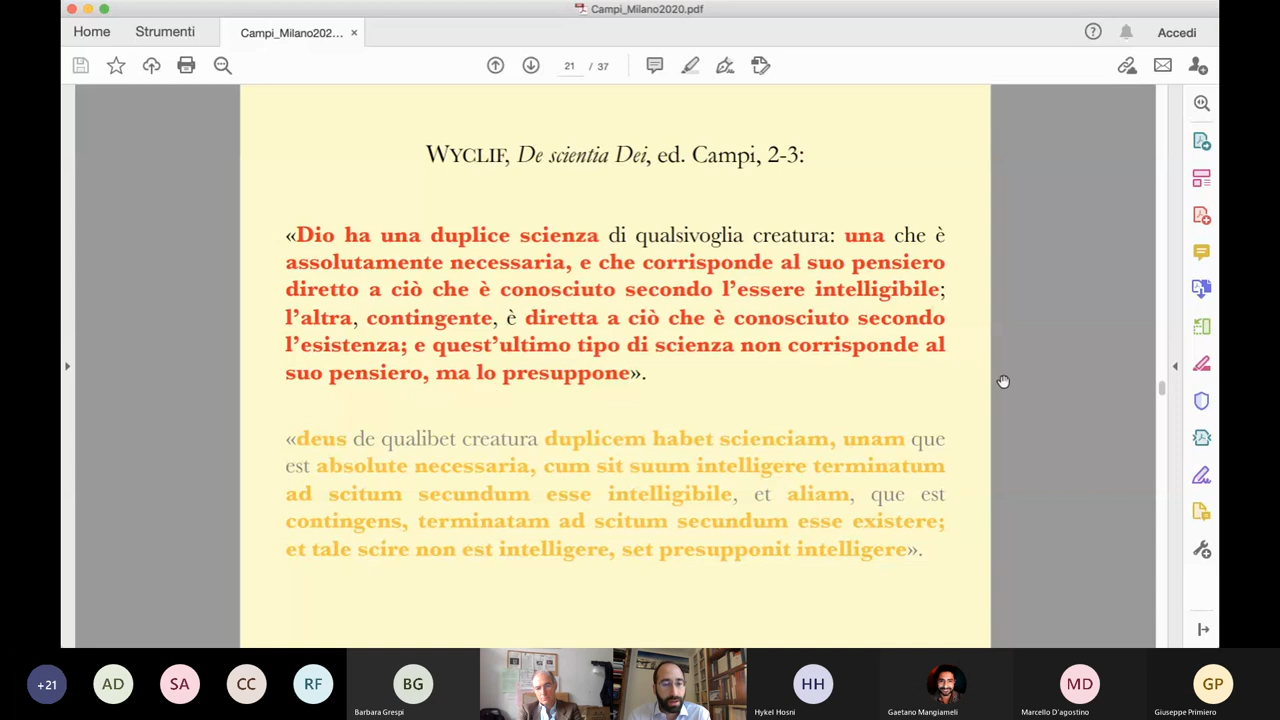 Campi_Milano2020.pdf
Home Strumenti Campi_Milano202... × Accedi
21 / 37
WYCLIF, De scientia Dei, ed. Campi, 2-3:
«Dio ha una duplice scienza di qualsivoglia creatura: una che è
assolutamente necessaria, e che corrisponde al suo pensiero
diretto a ciò che è conosciuto secondo l’essere intelligibile;
l’altra, contingente, è diretta a ciò che è conosciuto secondo
l’esistenza; e quest’ultimo tipo di scienza non corrisponde al
suo pensiero, ma lo presuppone».
«deus de qualibet creatura duplicem habet scienciam, unam que
est absolute necessaria, cum sit suum intelligere terminatum
ad scitum secundum esse intelligibile, et aliam, que est
contingens, terminatam ad scitum secundum esse existere;
et tale scire non est intelligere, set presupponit intelligere».
+21 AD SA CC RF BG HH MD GP
Barbara Grespi Hykel Hosni Gaetano Mangiameli Marcello D'agostino Giuseppe Primiero